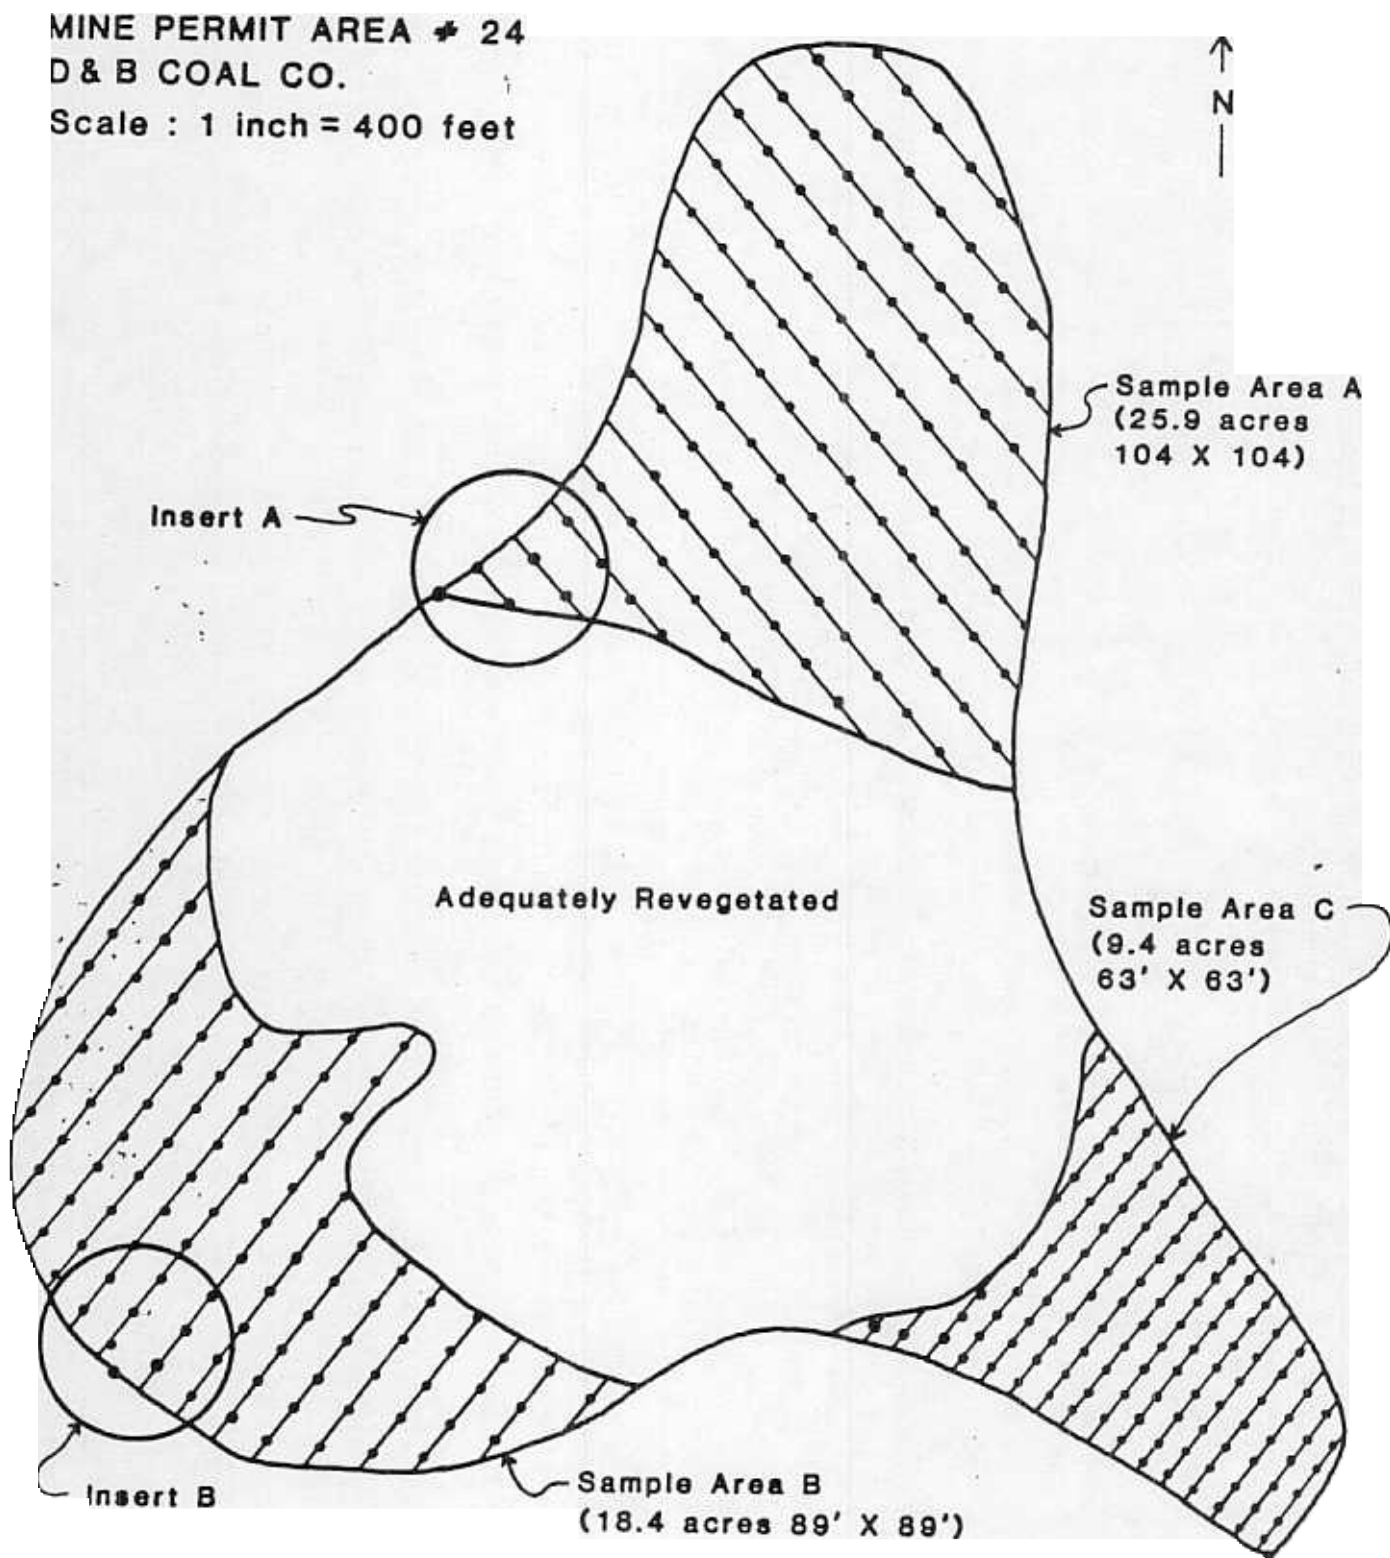 MINE PERMIT AREA # 24
D & B COAL CO.
Scale : 1 inch = 400 feet
N
Sample Area A
(25.9 acres
104 X 104)
Insert A
Adequately Revegetated
Sample Area C
(9.4 acres
63' X 63')
Sample Area B
(18.4 acres 89' X 89')
Insert B